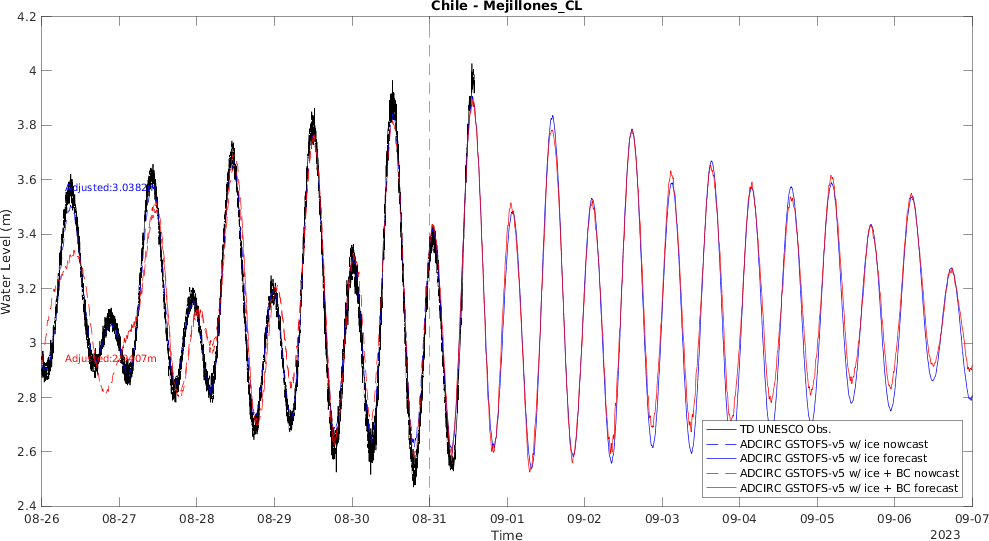 Chile - Mejillones_CL
4.2
4
3.8
3.6
3.4
3.2
3
2.8
2.6
2.4
Water Level (m)
Adjusted:3.0382m
TD UNESCO Obs.
ADCIRC GSTOFS-v5 w/ ice nowcast
ADCIRC GSTOFS-v5 w/ ice forecast
ADCIRC GSTOFS-v5 w/ ice + BC nowcast
ADCIRC GSTOFS-v5 w/ ice + BC forecast
08-26 08-27 08-28 08-29 08-30 08-31 09-01 09-02 09-03 09-04 09-05 09-06 09-07
Time
2023